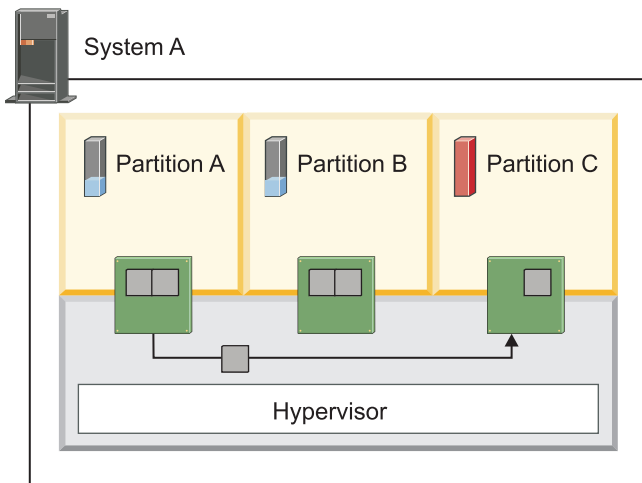 System A
Partition A
Partition B
Partition C
Hypervisor